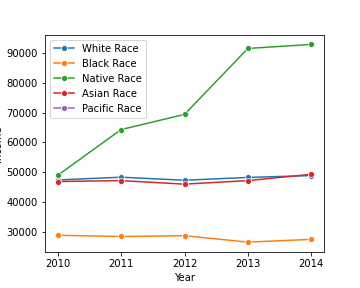 White Race
Black Race
Native Race
Asian Race
Pacific Race
90000
80000
70000
60000
50000
40000
30000
2010
2011
2012
2013
2014
Year